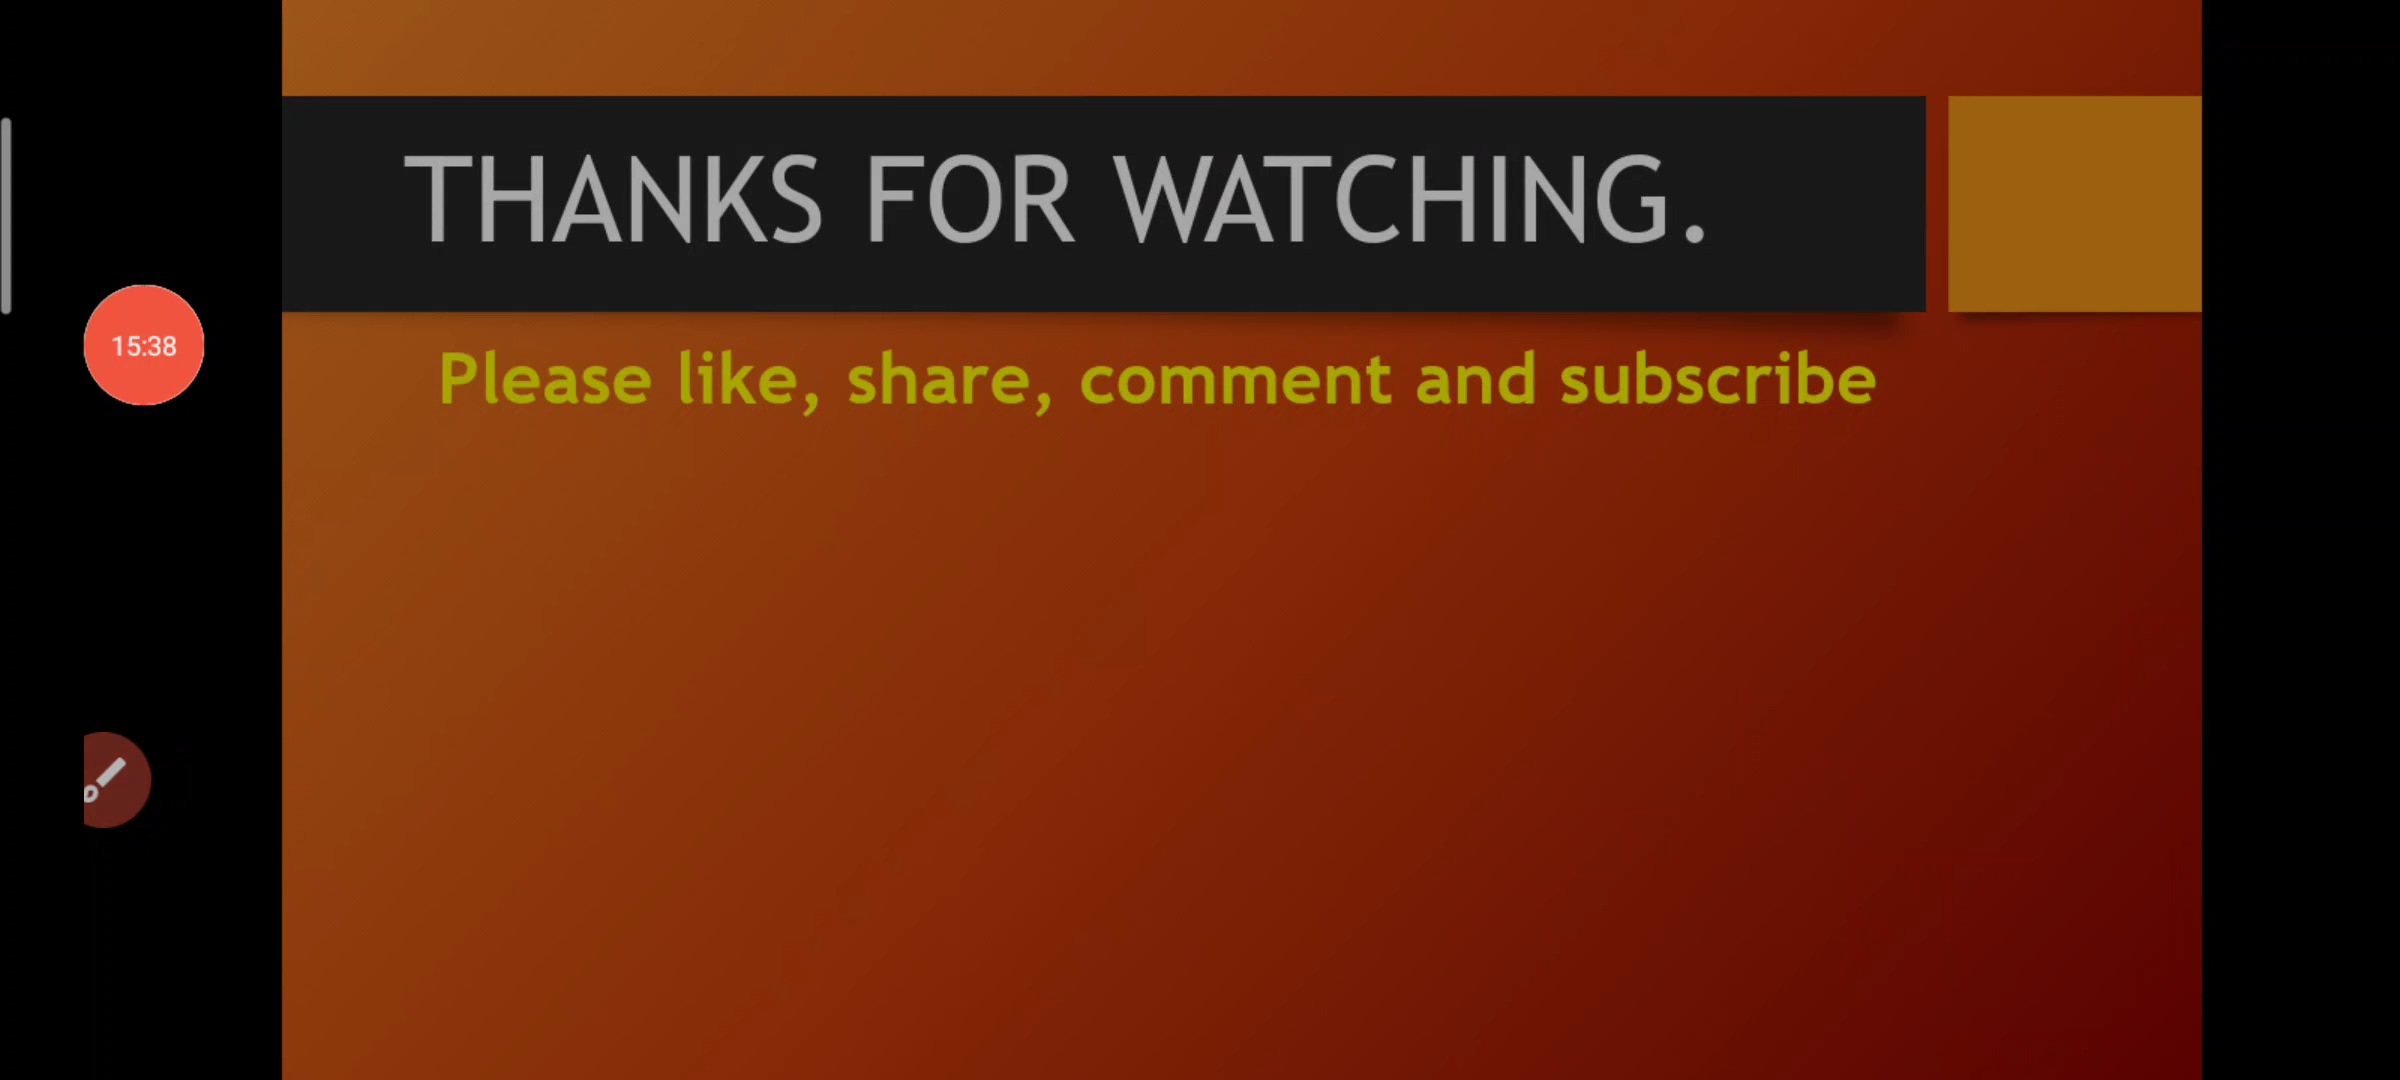 THANKS FOR WATCHING.
15:38
Please like, share, comment and subscribe